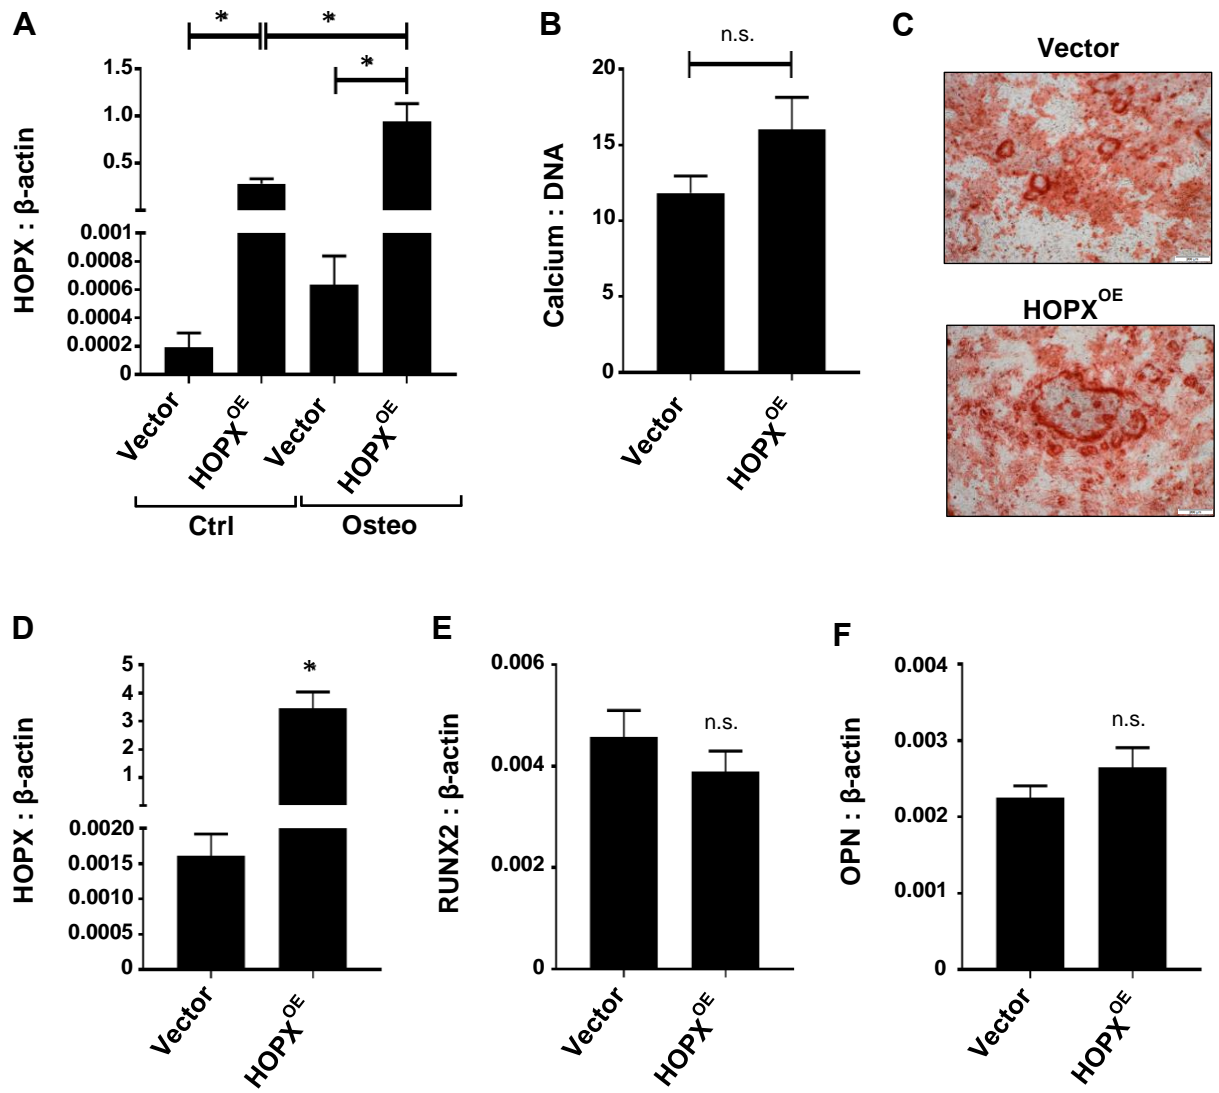 A
* *
*
1.5
1.0
0.5
0.001
0.0008
0.0006
0.0004
0.0002
0
HOPX : β-actin
Vector
HOPX^OE
Vector
HOPX^OE
Ctrl
Osteo
B
n.s.
20
15
10
5
0
Calcium : DNA
Vector
HOPX^OE
C
Vector
HOPX^OE
D
*
5
4
3
2
1
0.0020
0.0015
0.0010
0.0005
0
HOPX : β-actin
Vector
HOPX^OE
E
n.s.
0.006
0.004
0.002
0
RUNX2 : β-actin
Vector
HOPX^OE
F
n.s.
0.004
0.003
0.002
0.001
0
OPN : β-actin
Vector
HOPX^OE